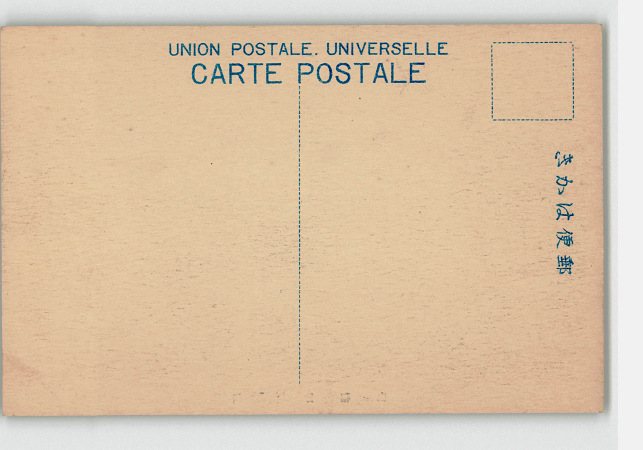 UNION POSTALE. UNIVERSELLE
CARTE POSTALE
郵便はかき